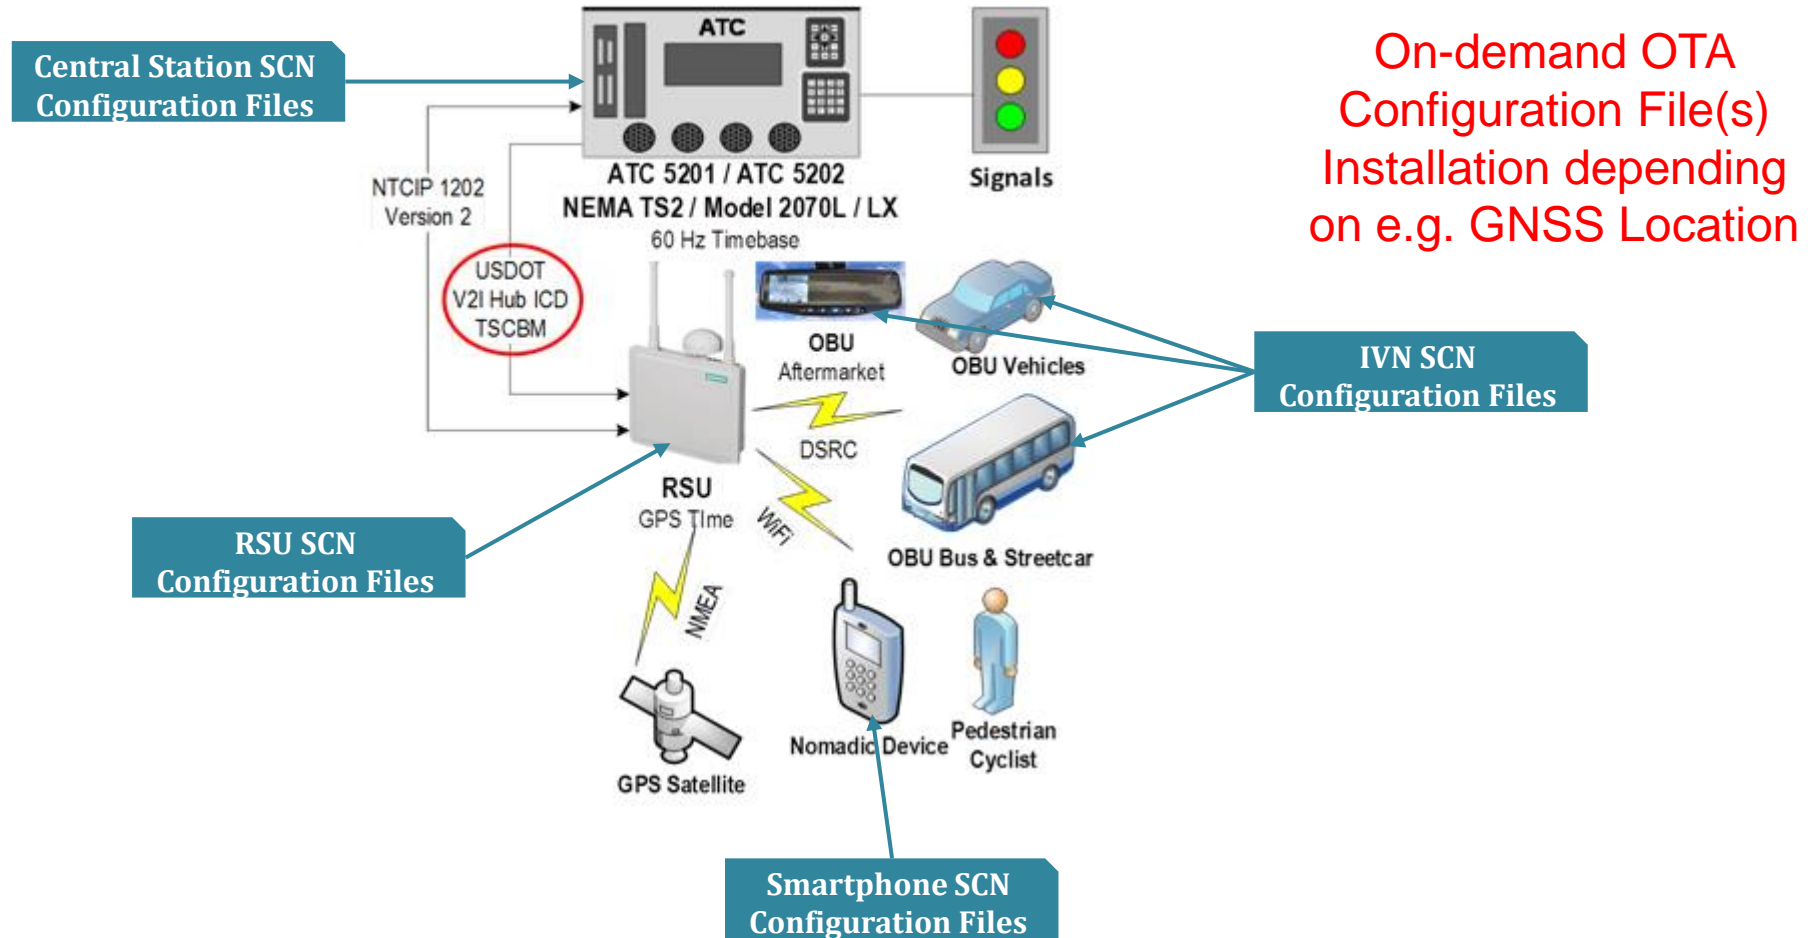 Central Station SCN
Configuration Files
ATC
On-demand OTA
Configuration File(s)
Installation depending
on e.g. GNSS Location
ATC 5201 / ATC 5202
NEMA TS2 / Model 2070L / LX
60 Hz Timebase
Signals
NTCIP 1202
Version 2
USDOT
V2I Hub ICD
TSCBM
OBU
Aftermarket
OBU Vehicles
IVN SCN
Configuration Files
DSRC
RSU
GPS TIme
WiFi
OBU Bus & Streetcar
RSU SCN
Configuration Files
NMEA
Nomadic Device
Pedestrian
Cyclist
GPS Satellite
Smartphone SCN
Configuration Files